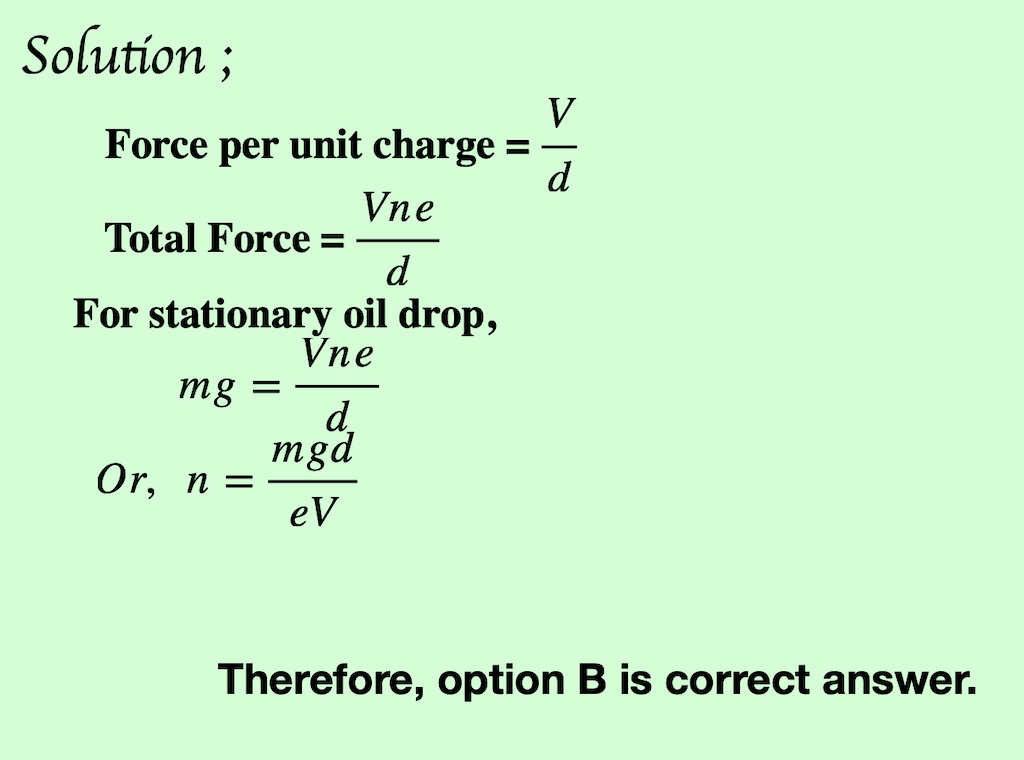 Solution ;
Force per unit charge = \frac{V}{d}
Total Force = \frac{Vne}{d}
For stationary oil drop,
mg = \frac{Vne}{d}
Or, n = \frac{mgd}{eV}
Therefore, option B is correct answer.